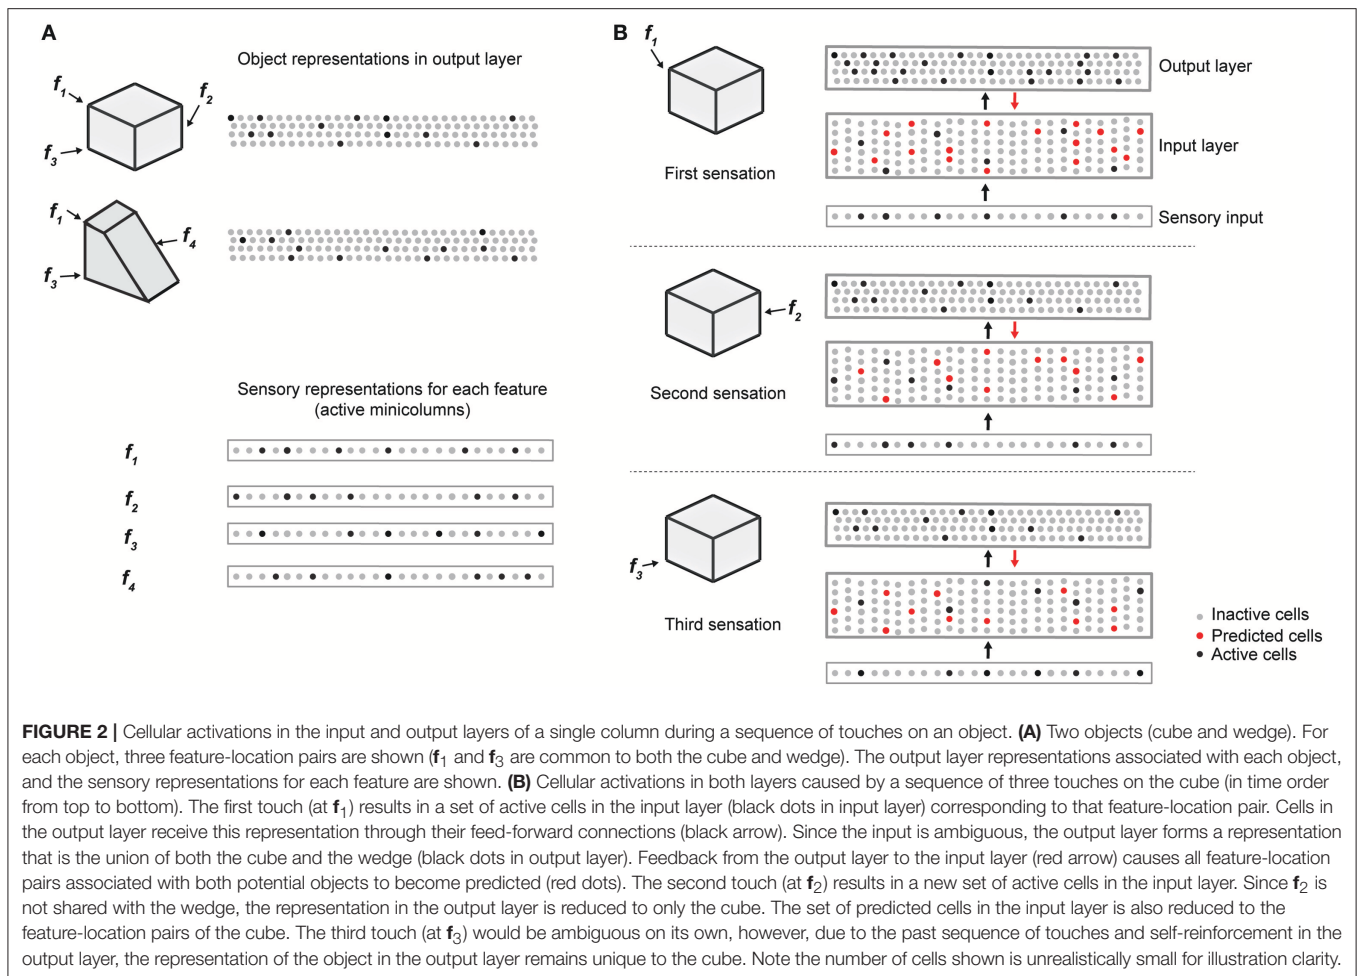 A
Object representations in output layer
f1
f2
f3
f1
f4
f3
Sensory representations for each feature
(active minicolumns)
f1
f2
f3
f4
B
f1
First sensation
Output layer
Input layer
Sensory input
f2
Second sensation
f3
Third sensation
Inactive cells
Predicted cells
Active cells
FIGURE 2 | Cellular activations in the input and output layers of a single column during a sequence of touches on an object. (A) Two objects (cube and wedge). For
each object, three feature-location pairs are shown (f1 and f3 are common to both the cube and wedge). The output layer representations associated with each object,
and the sensory representations for each feature are shown. (B) Cellular activations in both layers caused by a sequence of three touches on the cube (in time order
from top to bottom). The first touch (at f1) results in a set of active cells in the input layer (black dots in input layer) corresponding to that feature-location pair. Cells in
the output layer receive this representation through their feed-forward connections (black arrow). Since the input is ambiguous, the output layer forms a representation
that is the union of both the cube and the wedge (black dots in output layer). Feedback from the output layer to the input layer (red arrow) causes all feature-location
pairs associated with both potential objects to become predicted (red dots). The second touch (at f2) results in a new set of active cells in the input layer. Since f2 is
not shared with the wedge, the representation in the output layer is reduced to only the cube. The set of predicted cells in the input layer is also reduced to the
feature-location pairs of the cube. The third touch (at f3) would be ambiguous on its own, however, due to the past sequence of touches and self-reinforcement in the
output layer, the representation of the object in the output layer remains unique to the cube. Note the number of cells shown is unrealistically small for illustration clarity.